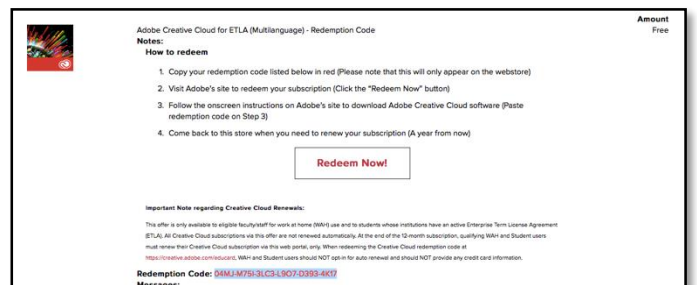 Amount
Adobe Creative Cloud for ETLA (Multilanguage) - Redemption Code
Free
Notes:
How to redeem
1. Copy your redemption code listed below in red (Please note that this will only appear on the webstore)
2. Visit Adobe's site to redeem your subscription (Click the "Redeem Now" button)
3. Follow the onscreen instructions on Adobe's site to download Adobe Creative Cloud software (Paste
redemption code on Step 3)
4. Come back to this store when you need to renew your subscription (A year from now)
Redeem Now!
Important Note regarding Creative Cloud Renewals:
This offer is only available to eligible faculty/staff for work at home (WAH) use and to students whose institutions have an active Enterprise Term License Agreement
(ETLA). All Creative Cloud subscriptions via this offer are not renewed automatically. At the end of the 12-month subscription, qualifying WAH and Student users
must renew their Creative Cloud subscription via this web portal, only. When redeeming the Creative Cloud redemption code at
https://creative.adobe.com/educard, WAH and Student users should NOT opt-in for auto renewal and should NOT provide any credit card information.
Redemption Code: 04MJ-M75I-3LC3-L9O7-D393-4K17
Messages: